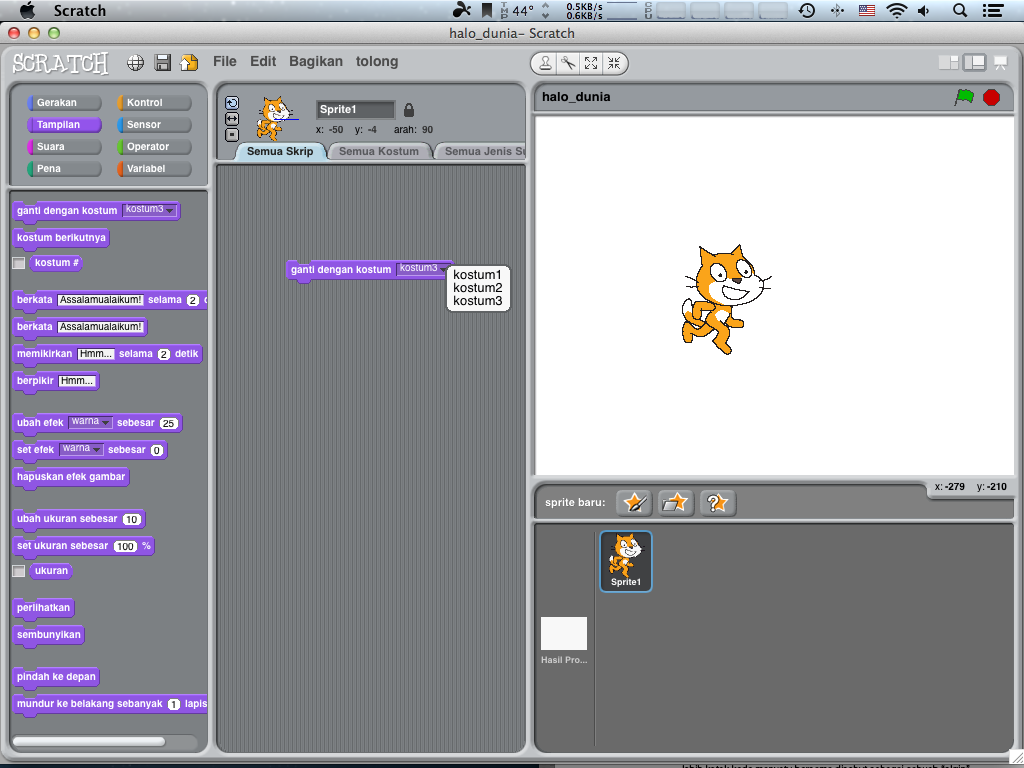 Scratch
TMP 44° 0.5KB/s
0.6KB/s
CPU
halo_dunia– Scratch
SCRATCH File Edit Bagikan tolong
Gerakan Kontrol
Tampilan Sensor
Suara Operator
Pena Variabel
Sprite1
x: -50 y: -4 arah: 90
Semua Skrip Semua Kostum Semua Jenis Su
halo_dunia
ganti dengan kostum kostum3
kostum berikutnya
kostum #
berkata Assalamualaikum! selama 2 d
berkata Assalamualaikum!
memikirkan Hmm... selama 2 detik
berpikir Hmm...
ubah efek warna sebesar 25
set efek warna sebesar 0
hapuskan efek gambar
ubah ukuran sebesar 10
set ukuran sebesar 100 %
ukuran
perlihatkan
sembunyikan
pindah ke depan
mundur ke belakang sebanyak 1 lapis
ganti dengan kostum kostum3
kostum1
kostum2
kostum3
x: -279 y: -210
sprite baru:
Sprite1
Hasil Pro...